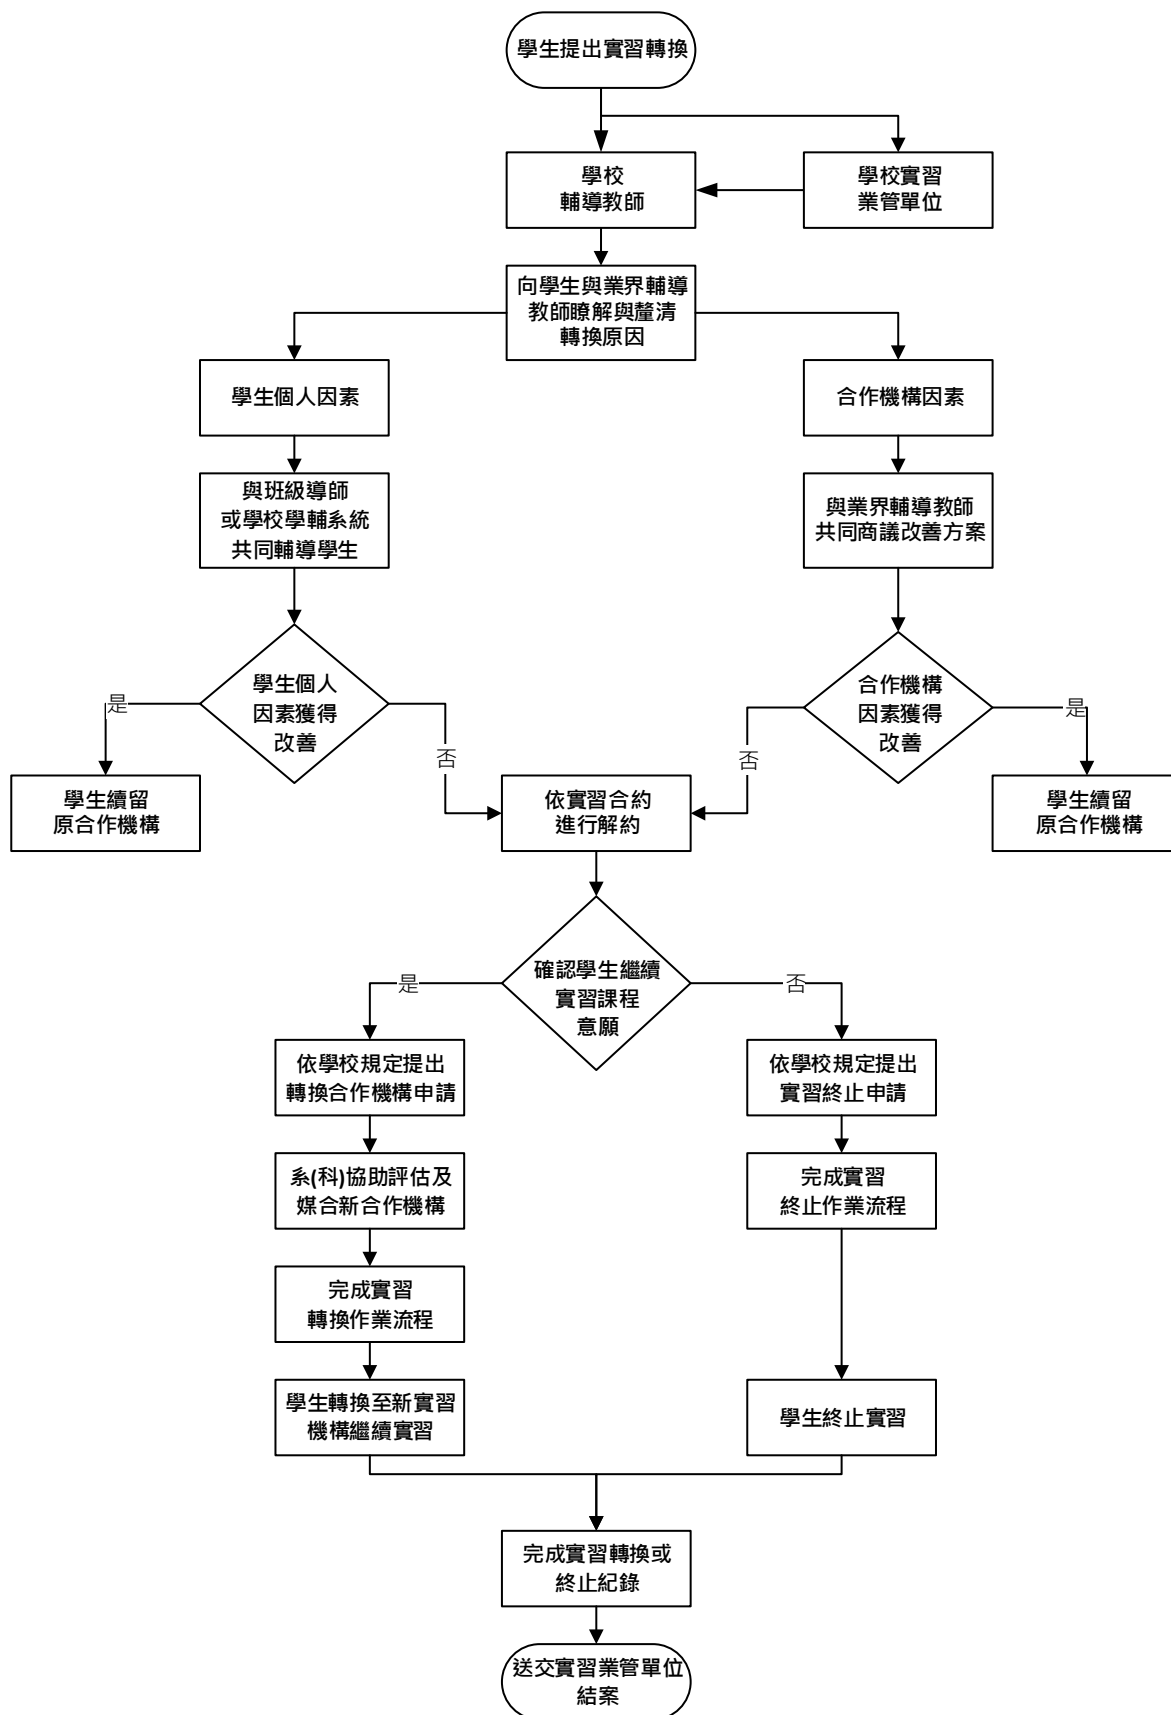 學生提出實習轉換
學校
輔導教師
學校實習
業管單位
向學生與業界輔導
教師瞭解與釐清
轉換原因
學生個人因素
合作機構因素
與班級導師
或學校學輔系統
共同輔導學生
與業界輔導教師
共同商議改善方案
學生個人
因素獲得
改善
合作機構
因素獲得
改善
是
否
否
是
學生續留
原合作機構
依實習合約
進行解約
學生續留
原合作機構
確認學生繼續
實習課程
意願
是
否
依學校規定提出
轉換合作機構申請
依學校規定提出
實習終止申請
系(科)協助評估及
媒合新合作機構
完成實習
終止作業流程
完成實習
轉換作業流程
學生轉換至新實習
機構繼續實習
學生終止實習
完成實習轉換或
終止紀錄
送交實習業管單位
結案